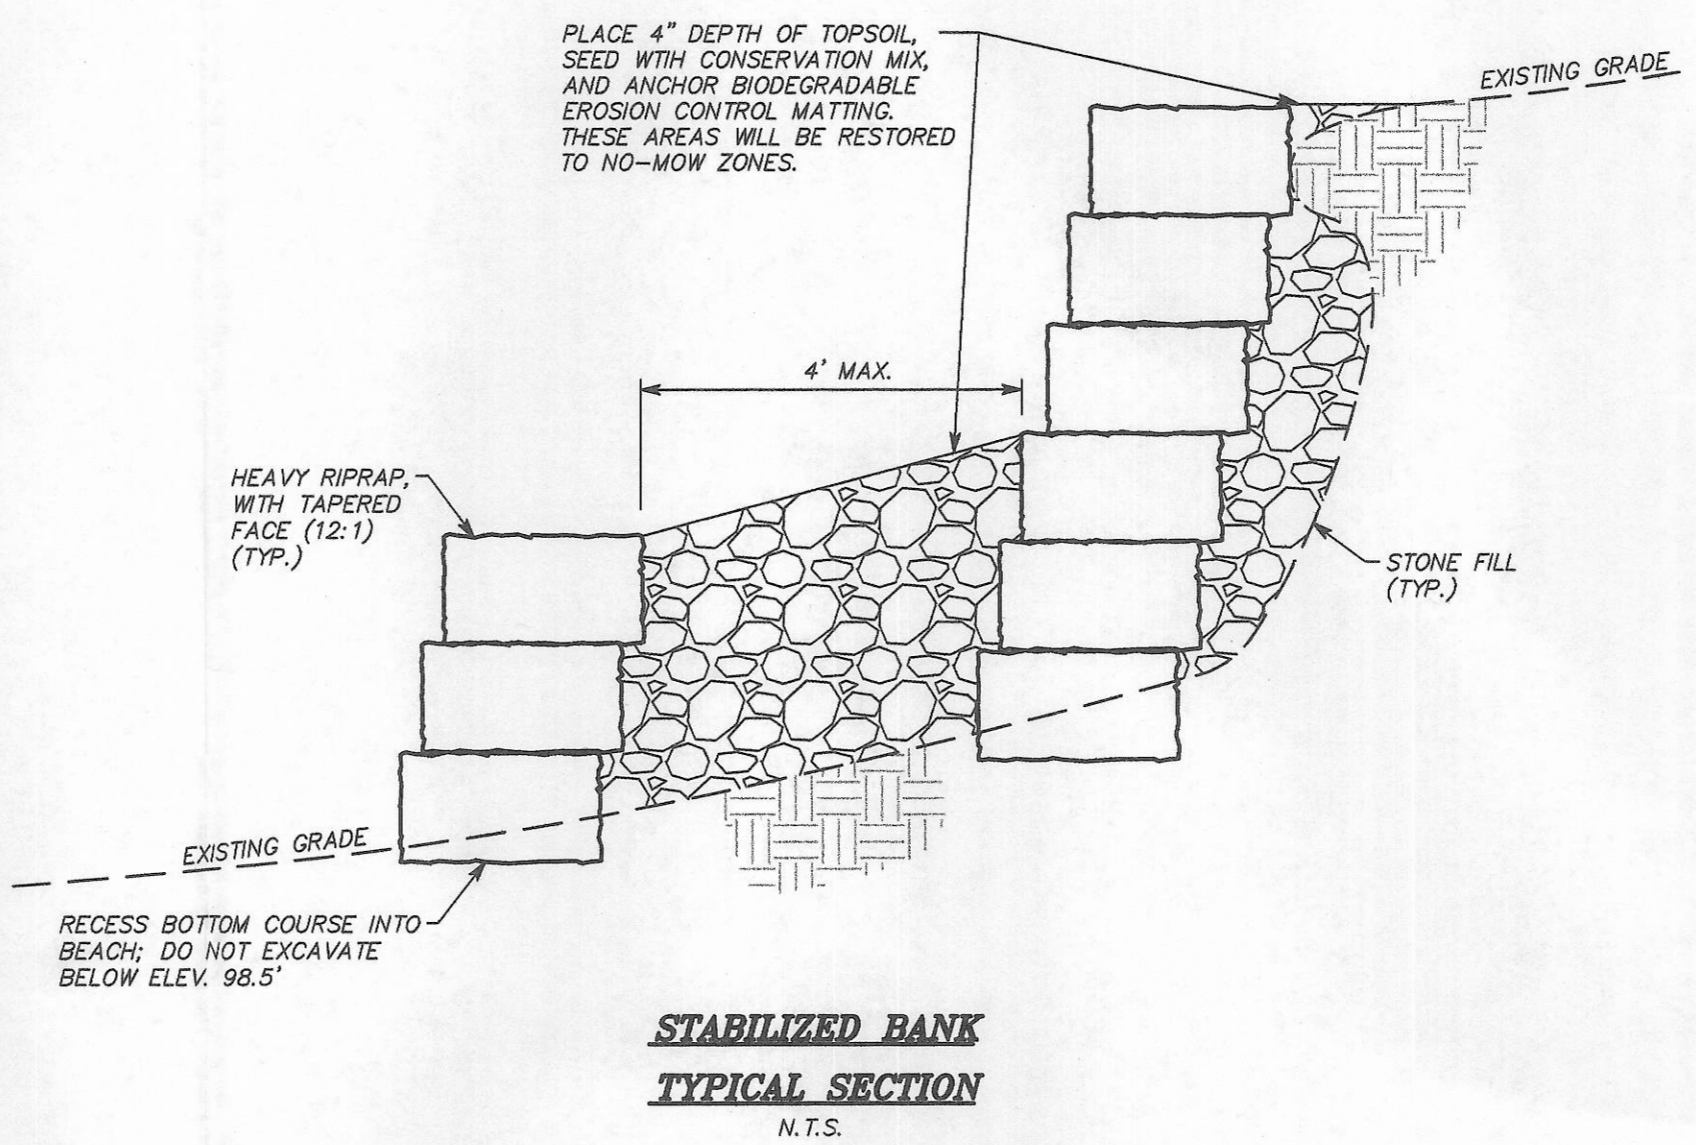 PLACE 4" DEPTH OF TOPSOIL,
SEED WTIH CONSERVATION MIX,
AND ANCHOR BIODEGRADABLE
EROSION CONTROL MATTING.
THESE AREAS WILL BE RESTORED
TO NO-MOW ZONES.
EXISTING GRADE
4' MAX.
HEAVY RIPRAP,
WITH TAPERED
FACE (12:1)
(TYP.)
STONE FILL
(TYP.)
EXISTING GRADE
RECESS BOTTOM COURSE INTO
BEACH; DO NOT EXCAVATE
BELOW ELEV. 98.5'
STABILIZED BANK
TYPICAL SECTION
N.T.S.